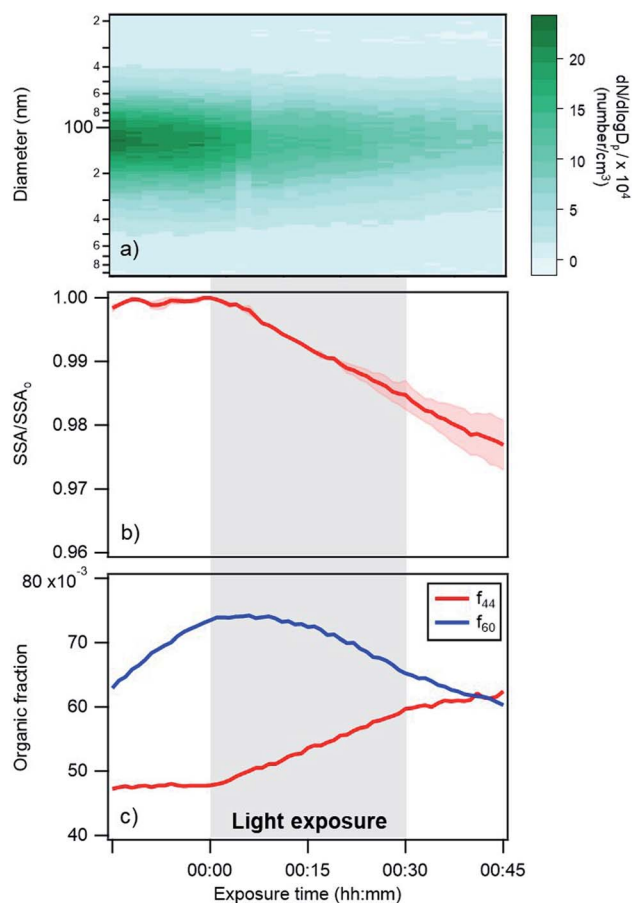 2
4
6
8
100
2
4
6
8
Diameter (nm)
a)
20
15
10
5
0
dN/dlogDp / x 10⁴
(number/cm³)
1.00
0.99
0.98
0.97
0.96
SSA/SSA₀
b)
80 x10⁻³
70
60
50
40
Organic fraction
f₄₄
f₆₀
c)
Light exposure
00:00 00:15 00:30 00:45
Exposure time (hh:mm)